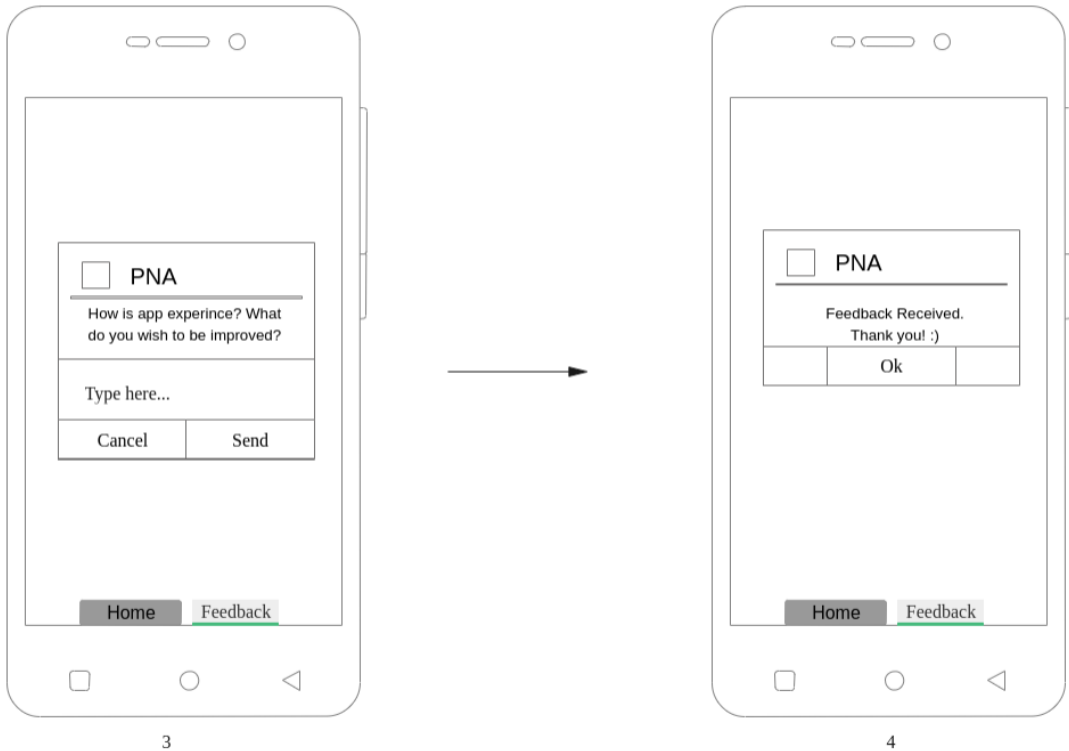 PNA
How is app experince? What
do you wish to be improved?
Type here...
Cancel
Send
Home
Feedback
3
PNA
Feedback Received.
Thank you! :)
Ok
Home
Feedback
4